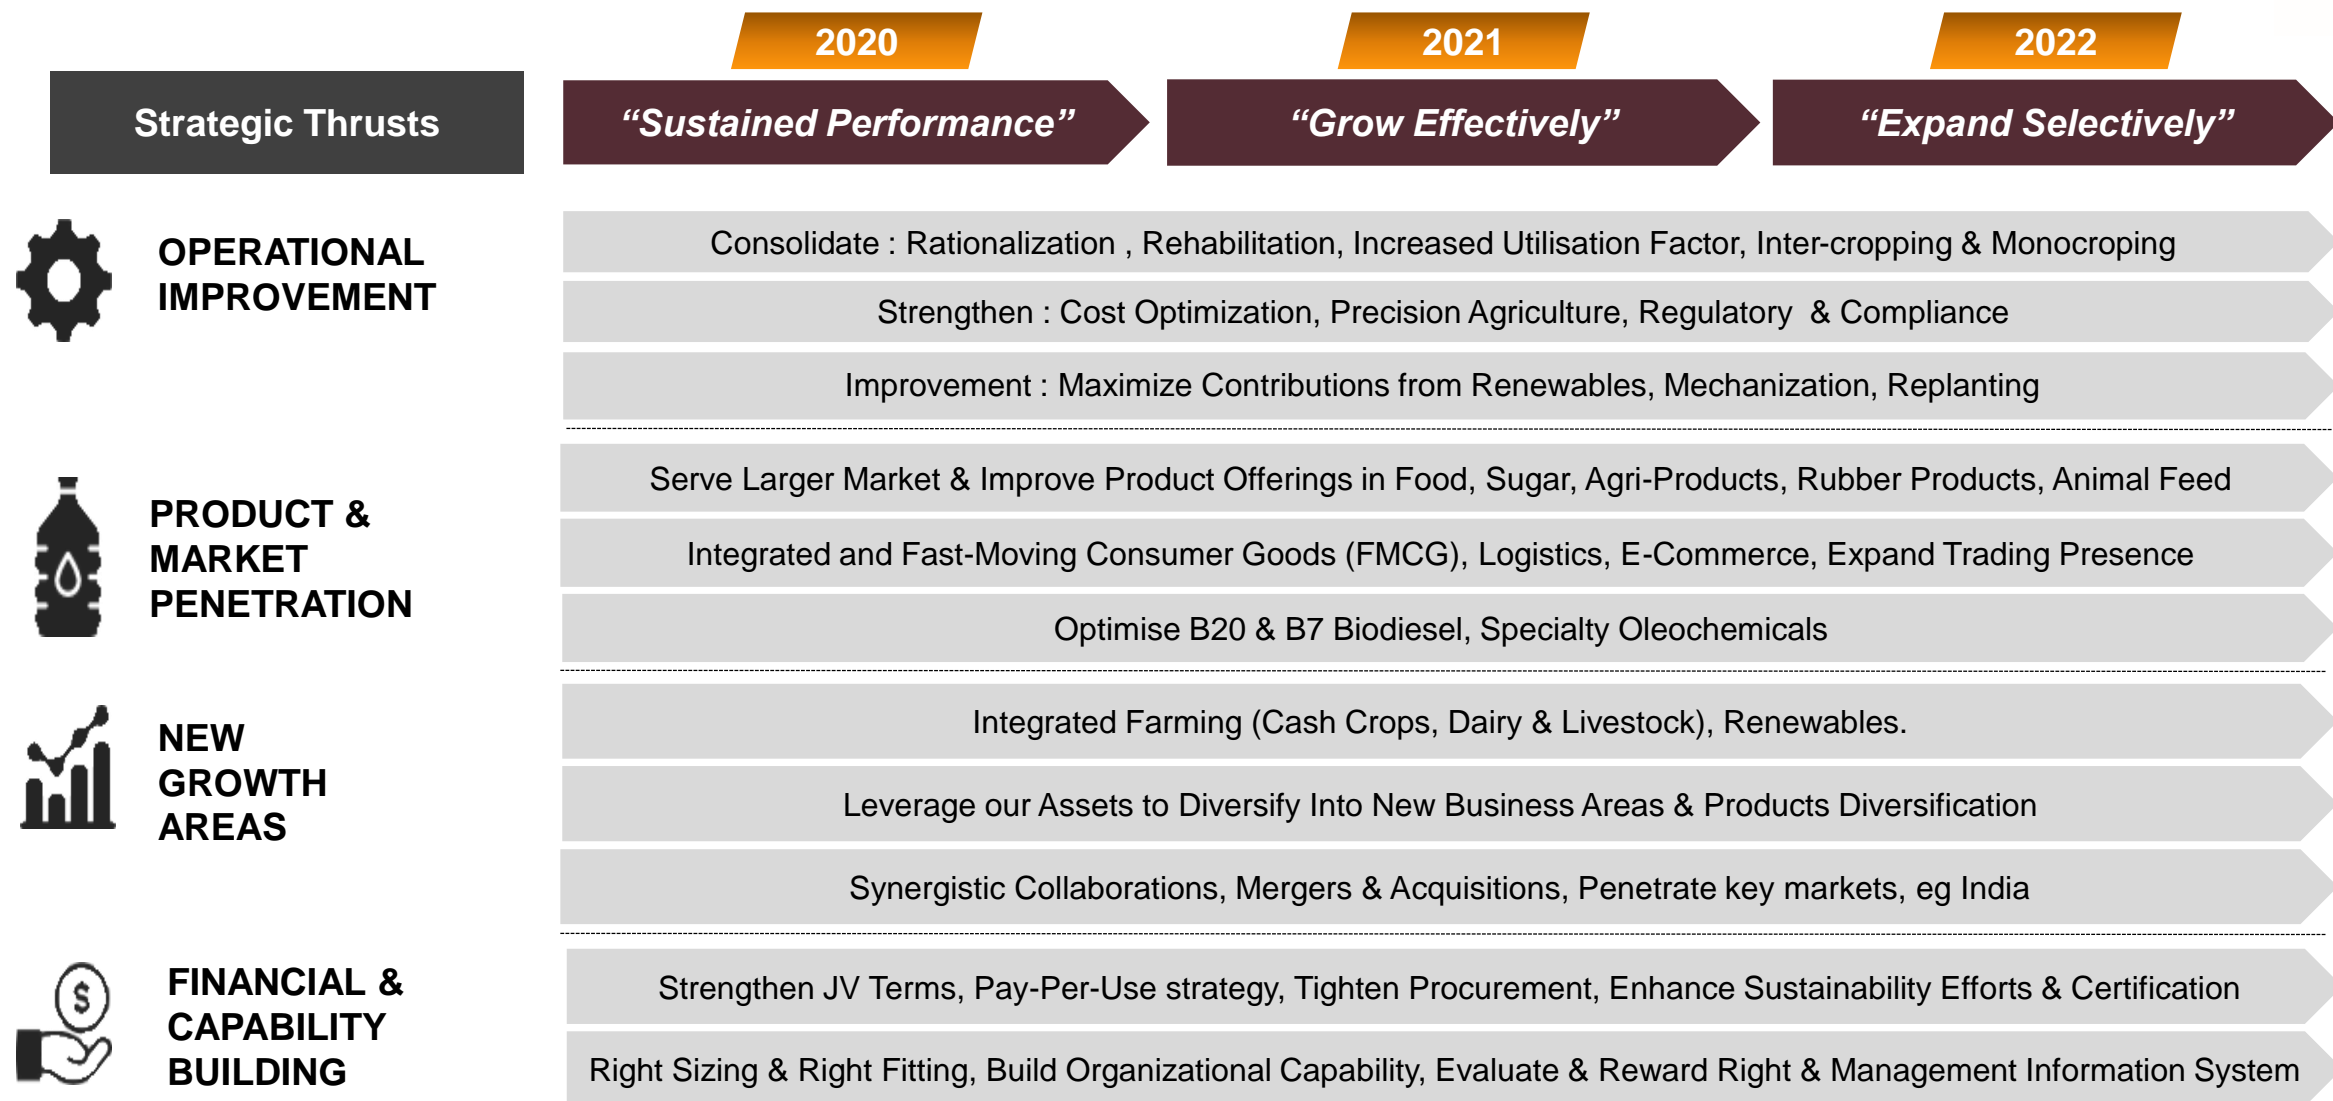 2020
2021
2022
Strategic Thrusts
“Sustained Performance”
“Grow Effectively”
“Expand Selectively”
OPERATIONAL
IMPROVEMENT
Consolidate : Rationalization , Rehabilitation, Increased Utilisation Factor, Inter-cropping & Monocroping
Strengthen : Cost Optimization, Precision Agriculture, Regulatory & Compliance
Improvement : Maximize Contributions from Renewables, Mechanization, Replanting
PRODUCT &
MARKET
PENETRATION
Serve Larger Market & Improve Product Offerings in Food, Sugar, Agri-Products, Rubber Products, Animal Feed
Integrated and Fast-Moving Consumer Goods (FMCG), Logistics, E-Commerce, Expand Trading Presence
Optimise B20 & B7 Biodiesel, Specialty Oleochemicals
NEW
GROWTH
AREAS
Integrated Farming (Cash Crops, Dairy & Livestock), Renewables.
Leverage our Assets to Diversify Into New Business Areas & Products Diversification
Synergistic Collaborations, Mergers & Acquisitions, Penetrate key markets, eg India
$
FINANCIAL &
CAPABILITY
BUILDING
Strengthen JV Terms, Pay-Per-Use strategy, Tighten Procurement, Enhance Sustainability Efforts & Certification
Right Sizing & Right Fitting, Build Organizational Capability, Evaluate & Reward Right & Management Information System